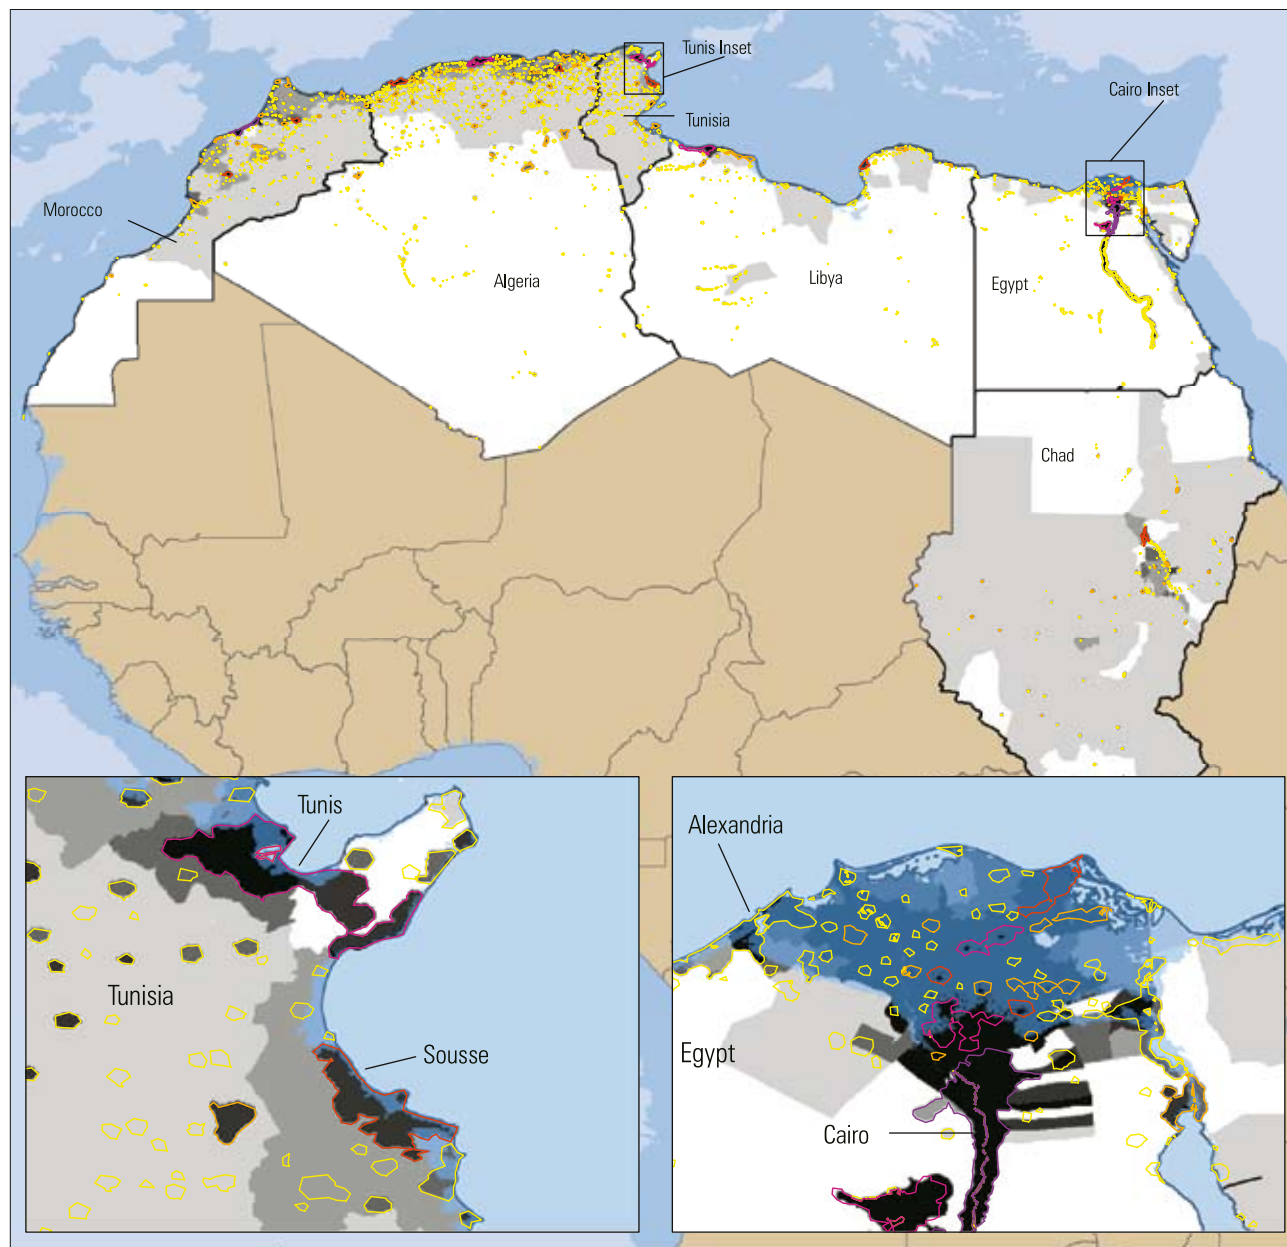 Tunis Inset
Cairo Inset
Tunisia
Morocco
Algeria
Libya
Egypt
Chad
Tunis
Tunisia
Sousse
Alexandria
Egypt
Cairo